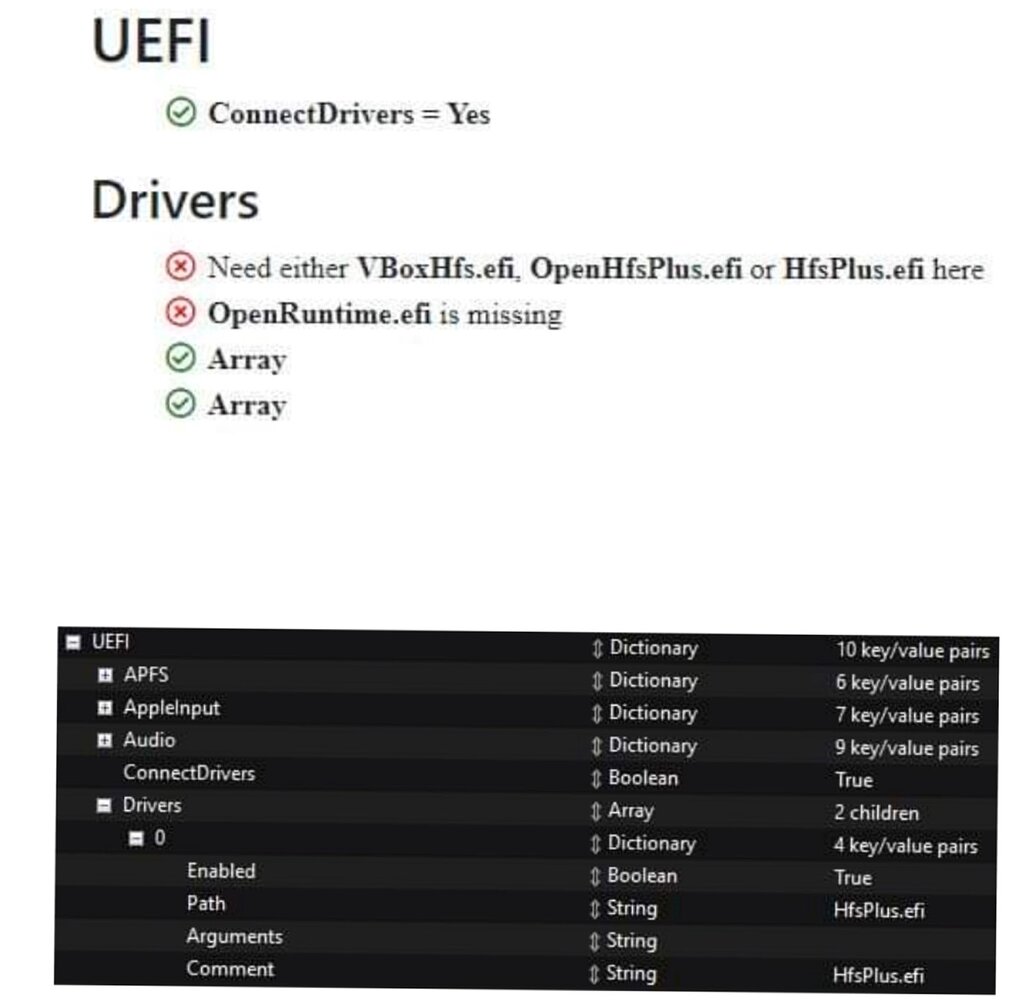 UEFI
ConnectDrivers = Yes
Drivers
Need either VBoxHfs.efi, OpenHfsPlus.efi or HfsPlus.efi here
OpenRuntime.efi is missing
Array
Array
UEFI Dictionary 10 key/value pairs
APFS Dictionary 6 key/value pairs
AppleInput Dictionary 7 key/value pairs
Audio Dictionary 9 key/value pairs
ConnectDrivers Boolean True
Drivers Array 2 children
0 Dictionary 4 key/value pairs
Enabled Boolean True
Path String HfsPlus.efi
Arguments String
Comment String HfsPlus.efi